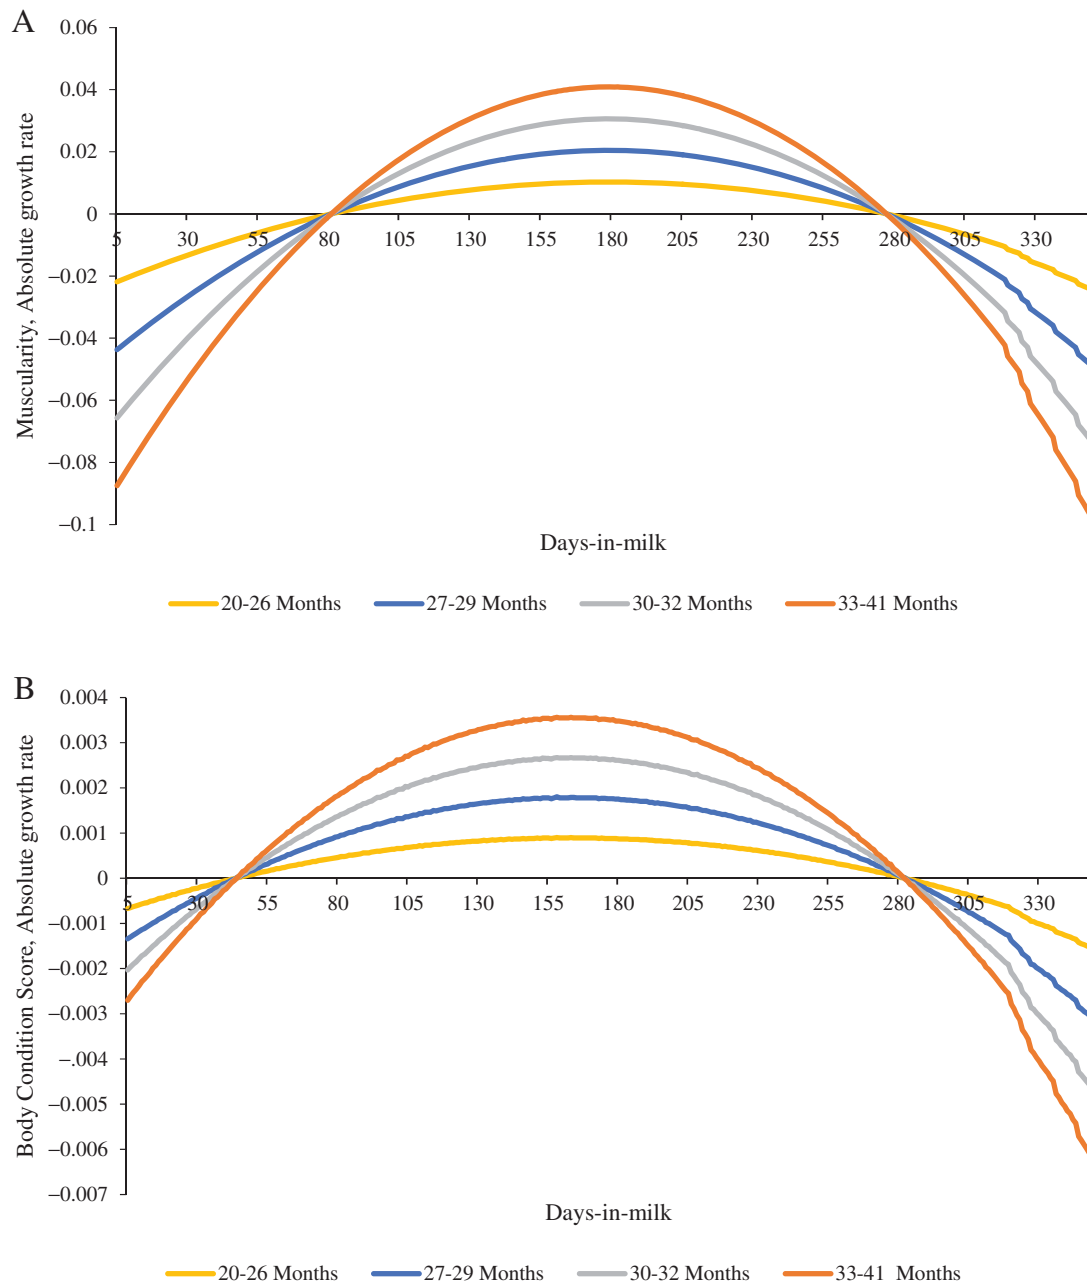 A
0.06
0.04
0.02
0
5 30 55 80 105 130 155 180 205 230 255 280 305 330
−0.02
−0.04
−0.06
−0.08
−0.1
Muscularity, Absolute growth rate
Days-in-milk
20-26 Months 27-29 Months 30-32 Months 33-41 Months
B
0.004
0.003
0.002
0.001
0
5 30 55 80 105 130 155 180 205 230 255 280 305 330
−0.001
−0.002
−0.003
−.004
−0.005
−0.006
−0.007
Body Condition Score, Absolute growth rate
Days-in-milk
20-26 Months 27-29 Months 30-32 Months 33-41 Months